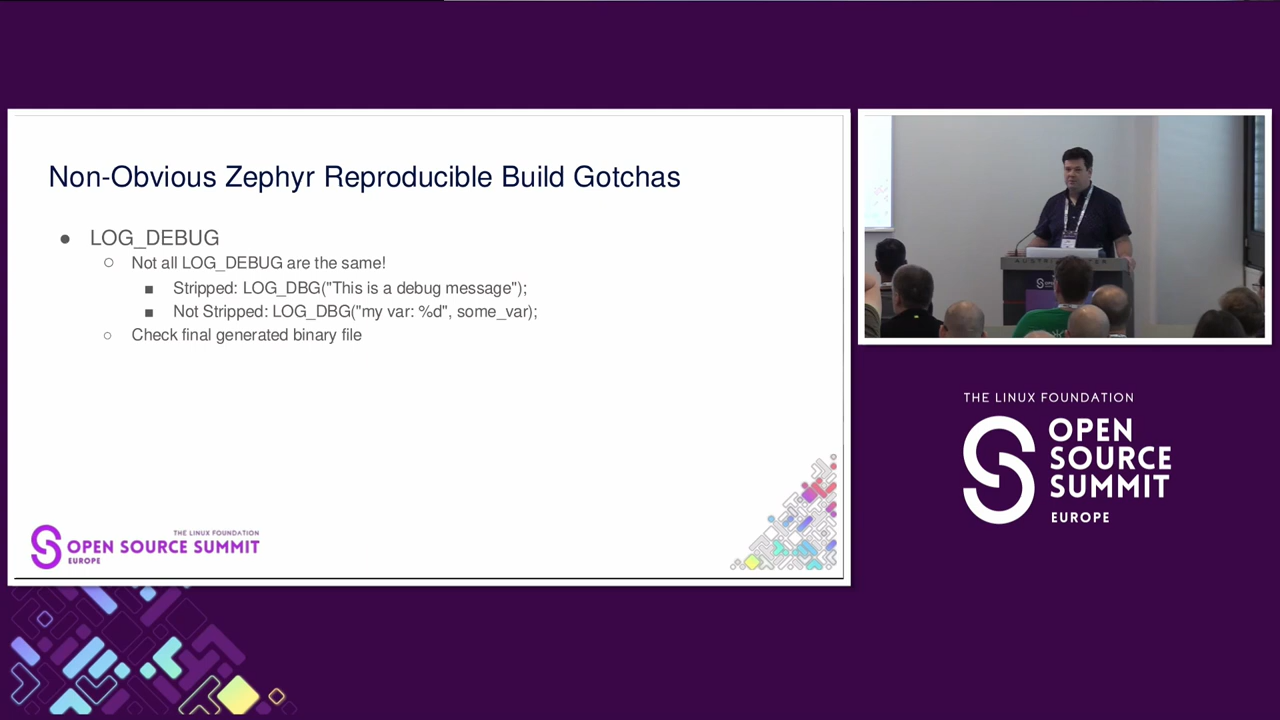 Non-Obvious Zephyr Reproducible Build Gotchas
● LOG_DEBUG
○ Not all LOG_DEBUG are the same!
■ Stripped: LOG_DBG("This is a debug message");
■ Not Stripped: LOG_DBG("my var: %d", some_var);
○ Check final generated binary file
THE LINUX FOUNDATION
OPEN SOURCE SUMMIT
EUROPE
THE LINUX FOUNDATION
OPEN
SOURCE
SUMMIT
EUROPE